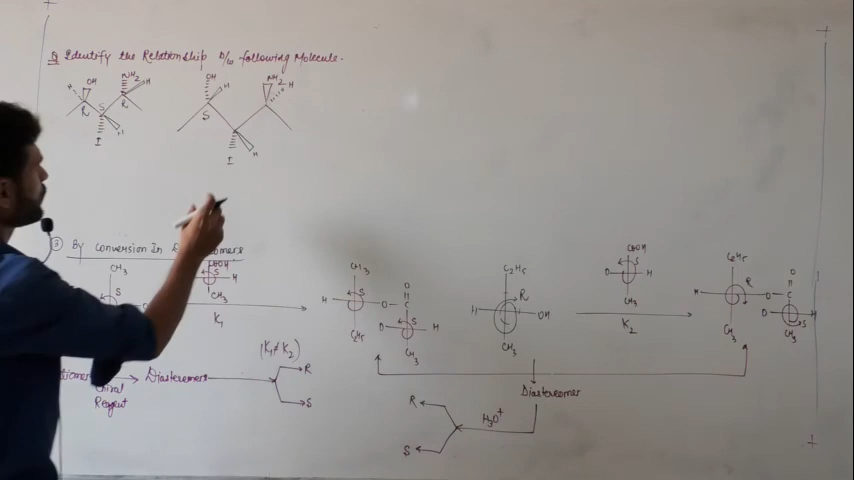 Q Identify the Relationship b/w following Molecule.
H OH NH2 H
R S R
I H
OH H NH2 H
S
I H
③ By Conversion In
CH3 S
COOH S H CH3
K1
CH3 S H O C O C2H5
D S H CH3
C2H5 R H OH CH3
COOH S D H CH3
K2
C2H5 R H O C O CH3
D S H CH3
Chiral Reagent
Diastereomers
(K1≠K2)
R
S
Diastereomer
H3O+
R
S